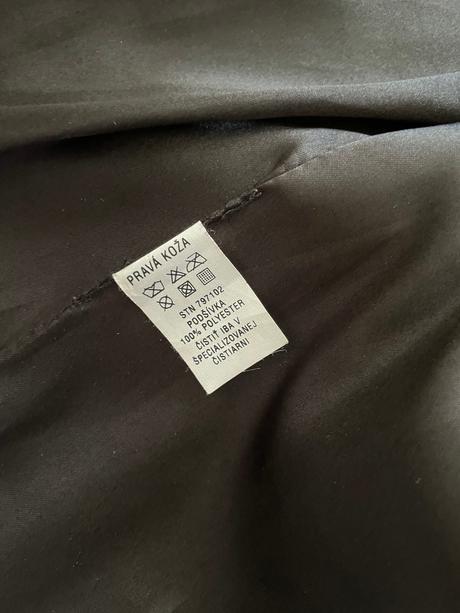 PRAVÁ KOŽA
STN 797102
PODŠÍVKA
100% POLYESTER
ČISTIŤ IBA V
ŠPECIALIZOVANEJ
ČISTIARNI